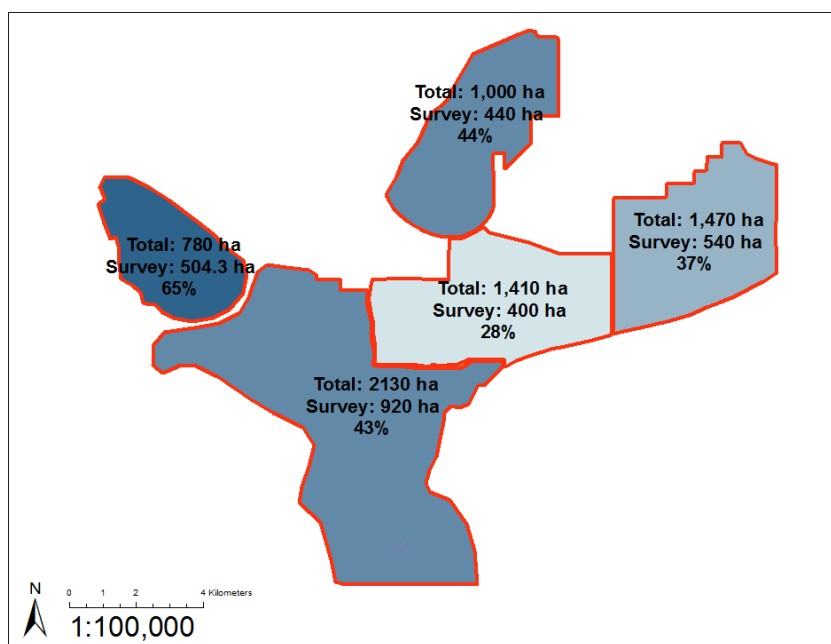 Total: 1,000 ha
Survey: 440 ha
44%
Total: 1,470 ha
Survey: 540 ha
37%
Total: 780 ha
Survey: 504.3 ha
65%
Total: 1,410 ha
Survey: 400 ha
28%
Total: 2130 ha
Survey: 920 ha
43%
N
0 1 2 4 Kilometers
1:100,000